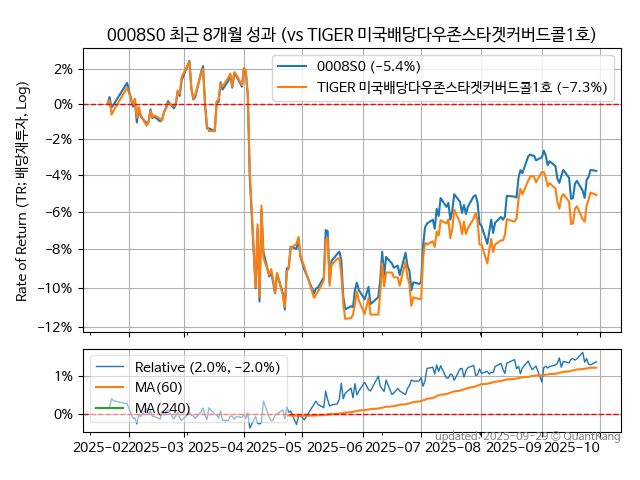 0008S0 최근 8개월 성과 (vs TIGER 미국배당다우존스타겟커버드콜1호)
0008S0 (−5.4%)
TIGER 미국배당다우존스타겟커버드콜1호 (−7.3%)
Rate of Return (TR: 배당재투자, Log)
2%
0%
−2%
−4%
−6%
−8%
−10%
−12%
Relative (2.0%, −2.0%)
MA(60)
MA(240)
1%
0%
updated: 2025-09-29 © Quantkang
2025−02 2025−03 2025−04 2025−05 2025−06 2025−07 2025−08 2025−09 2025−10